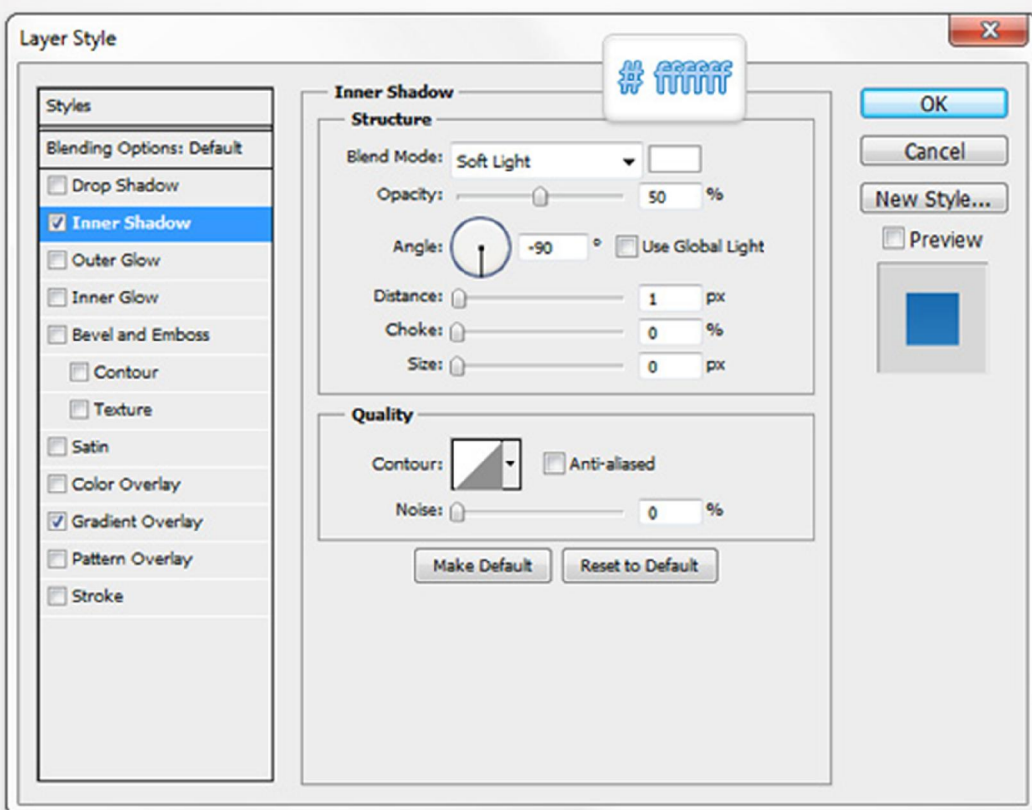 Layer Style
# ffffff
Styles
Blending Options: Default
Drop Shadow
Inner Shadow
Outer Glow
Inner Glow
Bevel and Emboss
Contour
Texture
Satin
Color Overlay
Gradient Overlay
Pattern Overlay
Stroke
Inner Shadow
Structure
Blend Mode: Soft Light
Opacity: 50 %
Angle: -90 ° Use Global Light
Distance: 1 px
Choke: 0 %
Size: 0 px
Quality
Contour: Anti-aliased
Noise: 0 %
Make Default Reset to Default
OK
Cancel
New Style...
Preview